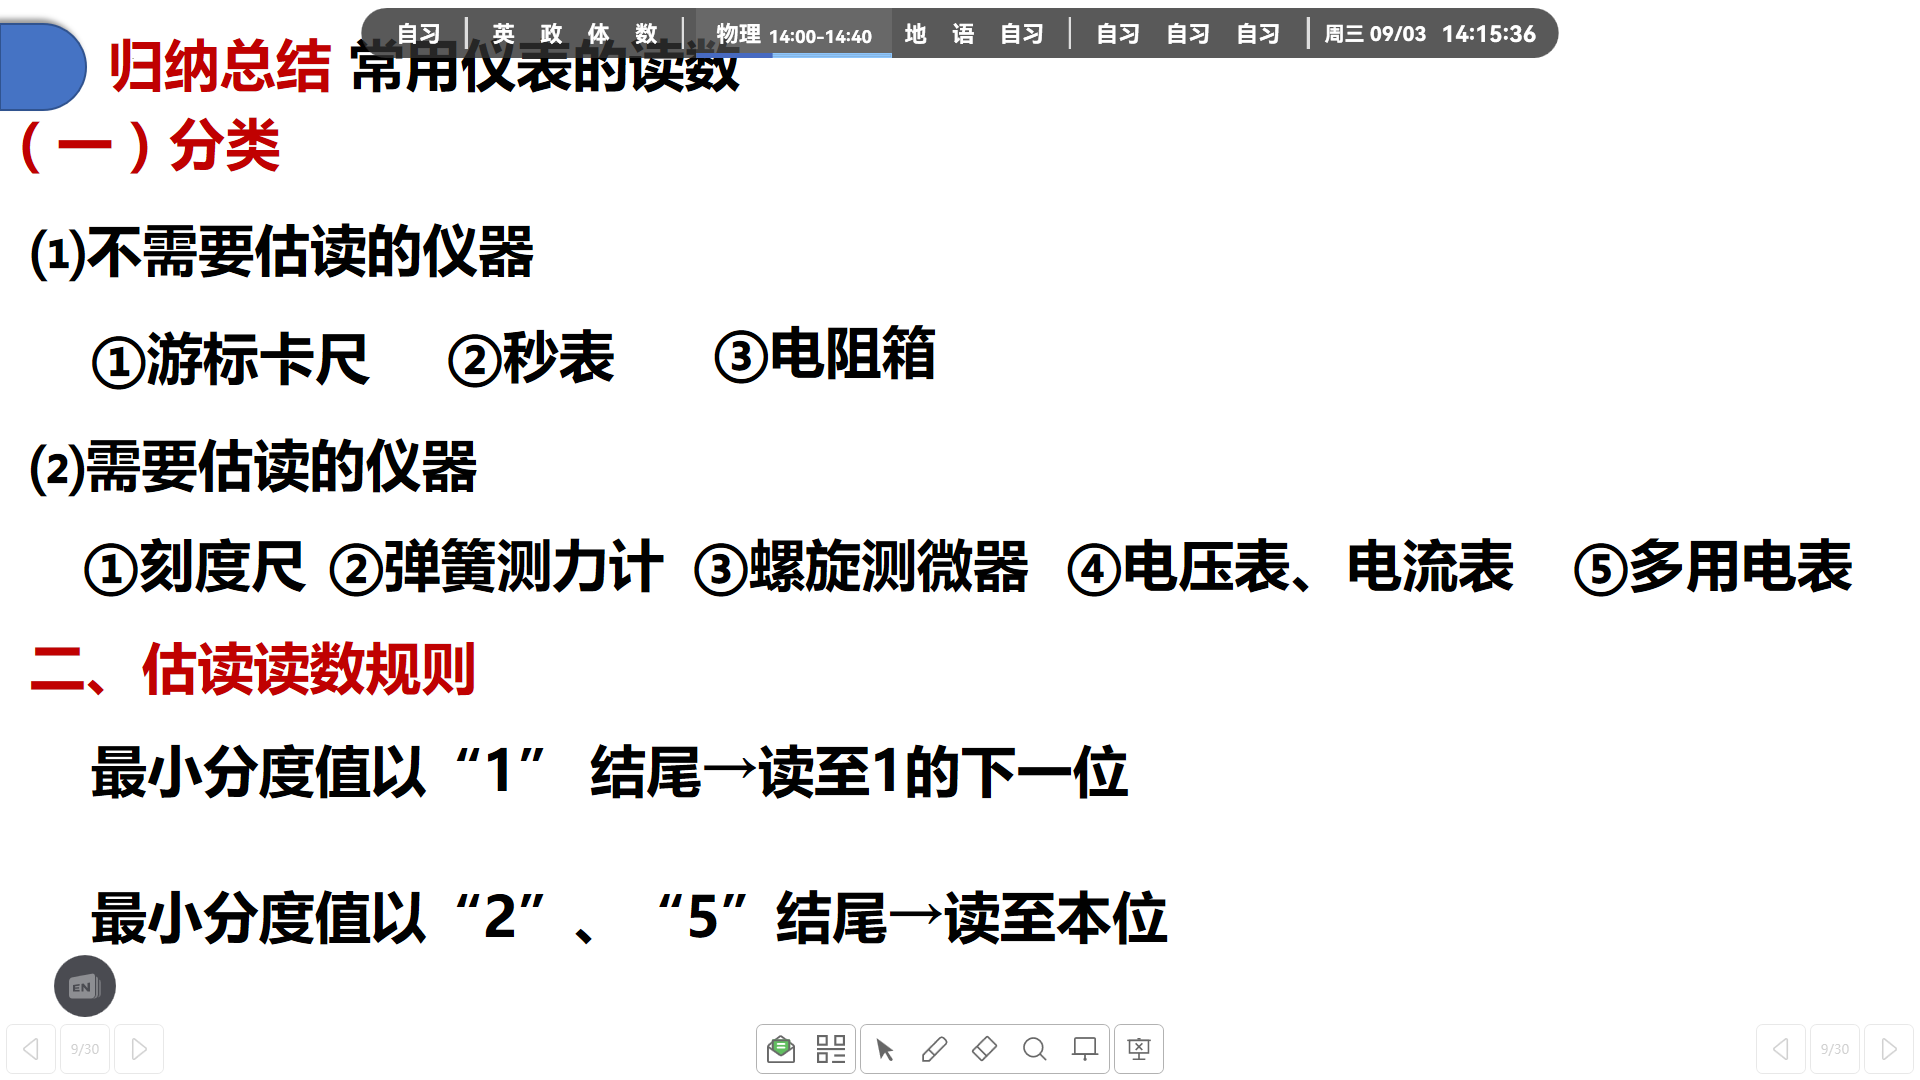 自习 英 政 体 数 物理 14:00-14:40 地 语 自习 自习 自习 自习 周三 09/03 14:15:36
归纳总结 常用仪表的读数
（一）分类
⑴不需要估读的仪器
①游标卡尺 ②秒表 ③电阻箱
⑵需要估读的仪器
①刻度尺 ②弹簧测力计 ③螺旋测微器 ④电压表、电流表 ⑤多用电表
二、估读读数规则
最小分度值以“1” 结尾→读至1的下一位
最小分度值以“2”、“5”结尾→读至本位
EN
9/30 9/30